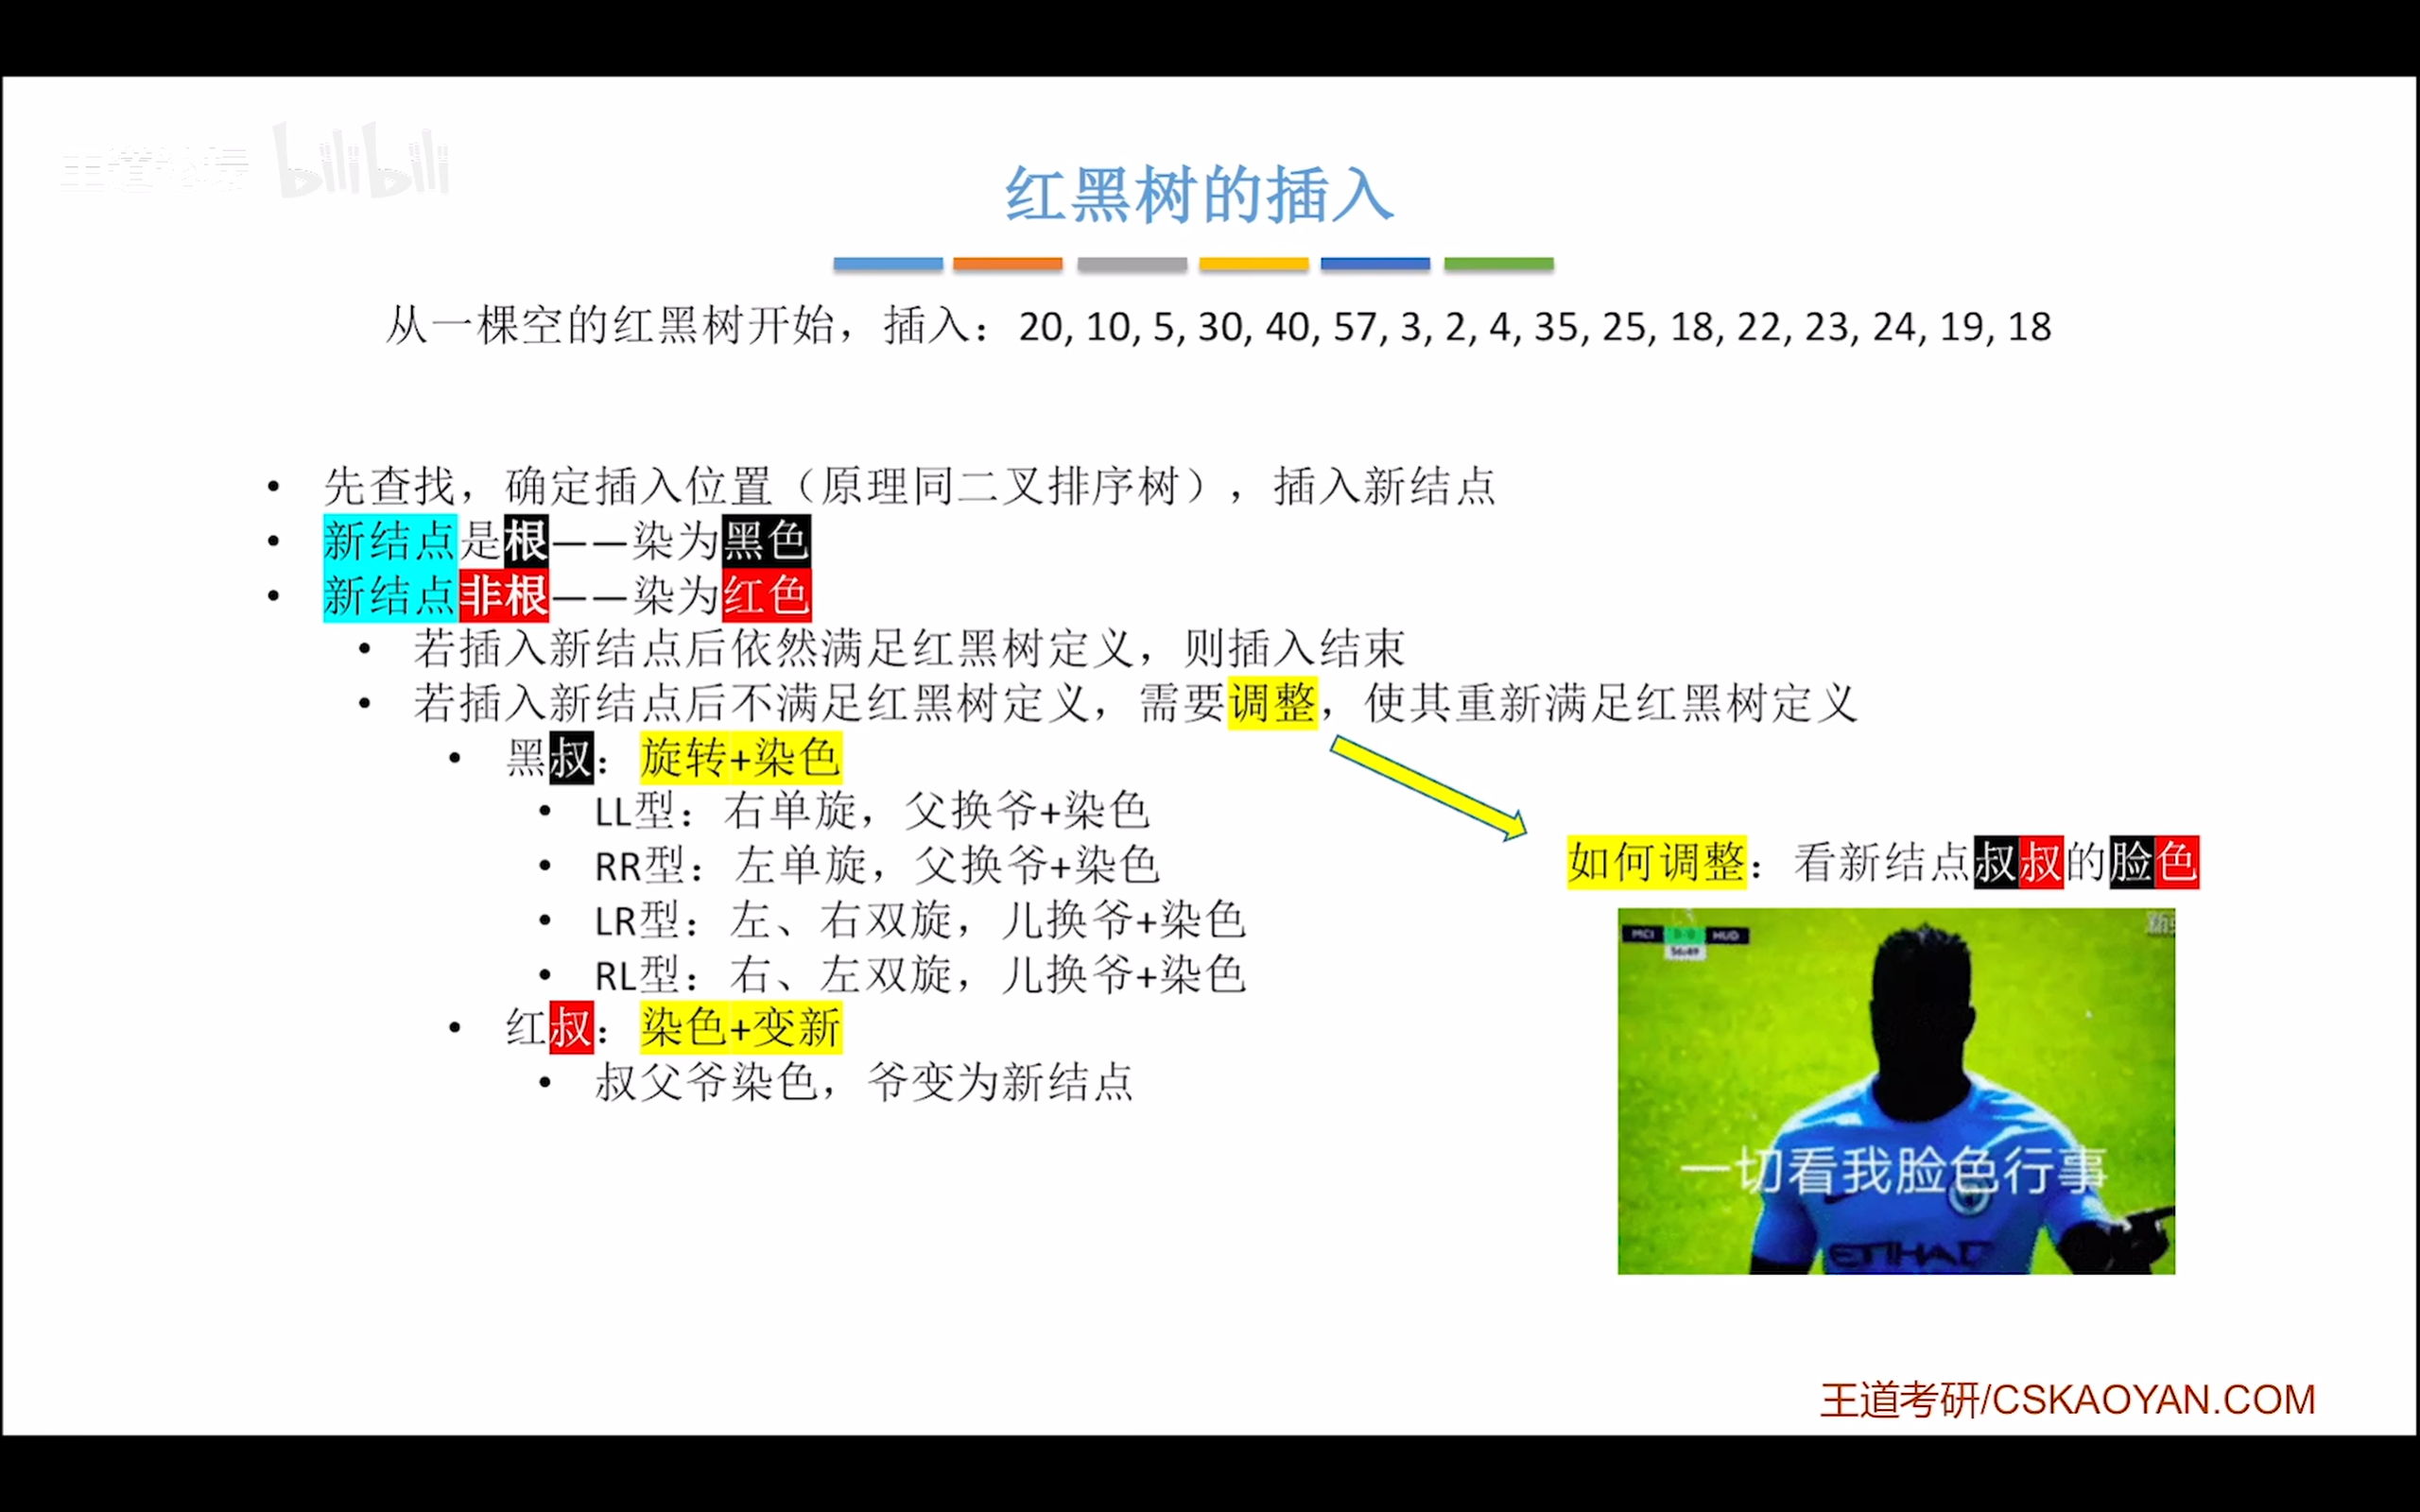 王道论坛 bilibili
红黑树的插入
从一棵空的红黑树开始，插入：20, 10, 5, 30, 40, 57, 3, 2, 4, 35, 25, 18, 22, 23, 24, 19, 18
• 先查找，确定插入位置（原理同二叉排序树），插入新结点
• 新结点是根——染为黑色
• 新结点非根——染为红色
• 若插入新结点后依然满足红黑树定义，则插入结束
• 若插入新结点后不满足红黑树定义，需要调整，使其重新满足红黑树定义
• 黑叔：旋转+染色
• LL型：右单旋，父换爷+染色
• RR型：左单旋，父换爷+染色
• LR型：左、右双旋，儿换爷+染色
• RL型：右、左双旋，儿换爷+染色
• 红叔：染色+变新
• 叔父爷染色，爷变为新结点
如何调整：看新结点叔叔的脸色
MCI 0-0 HUD
56:49
一切看我脸色行事
ETIHAD
王道考研/CSKAOYAN.COM